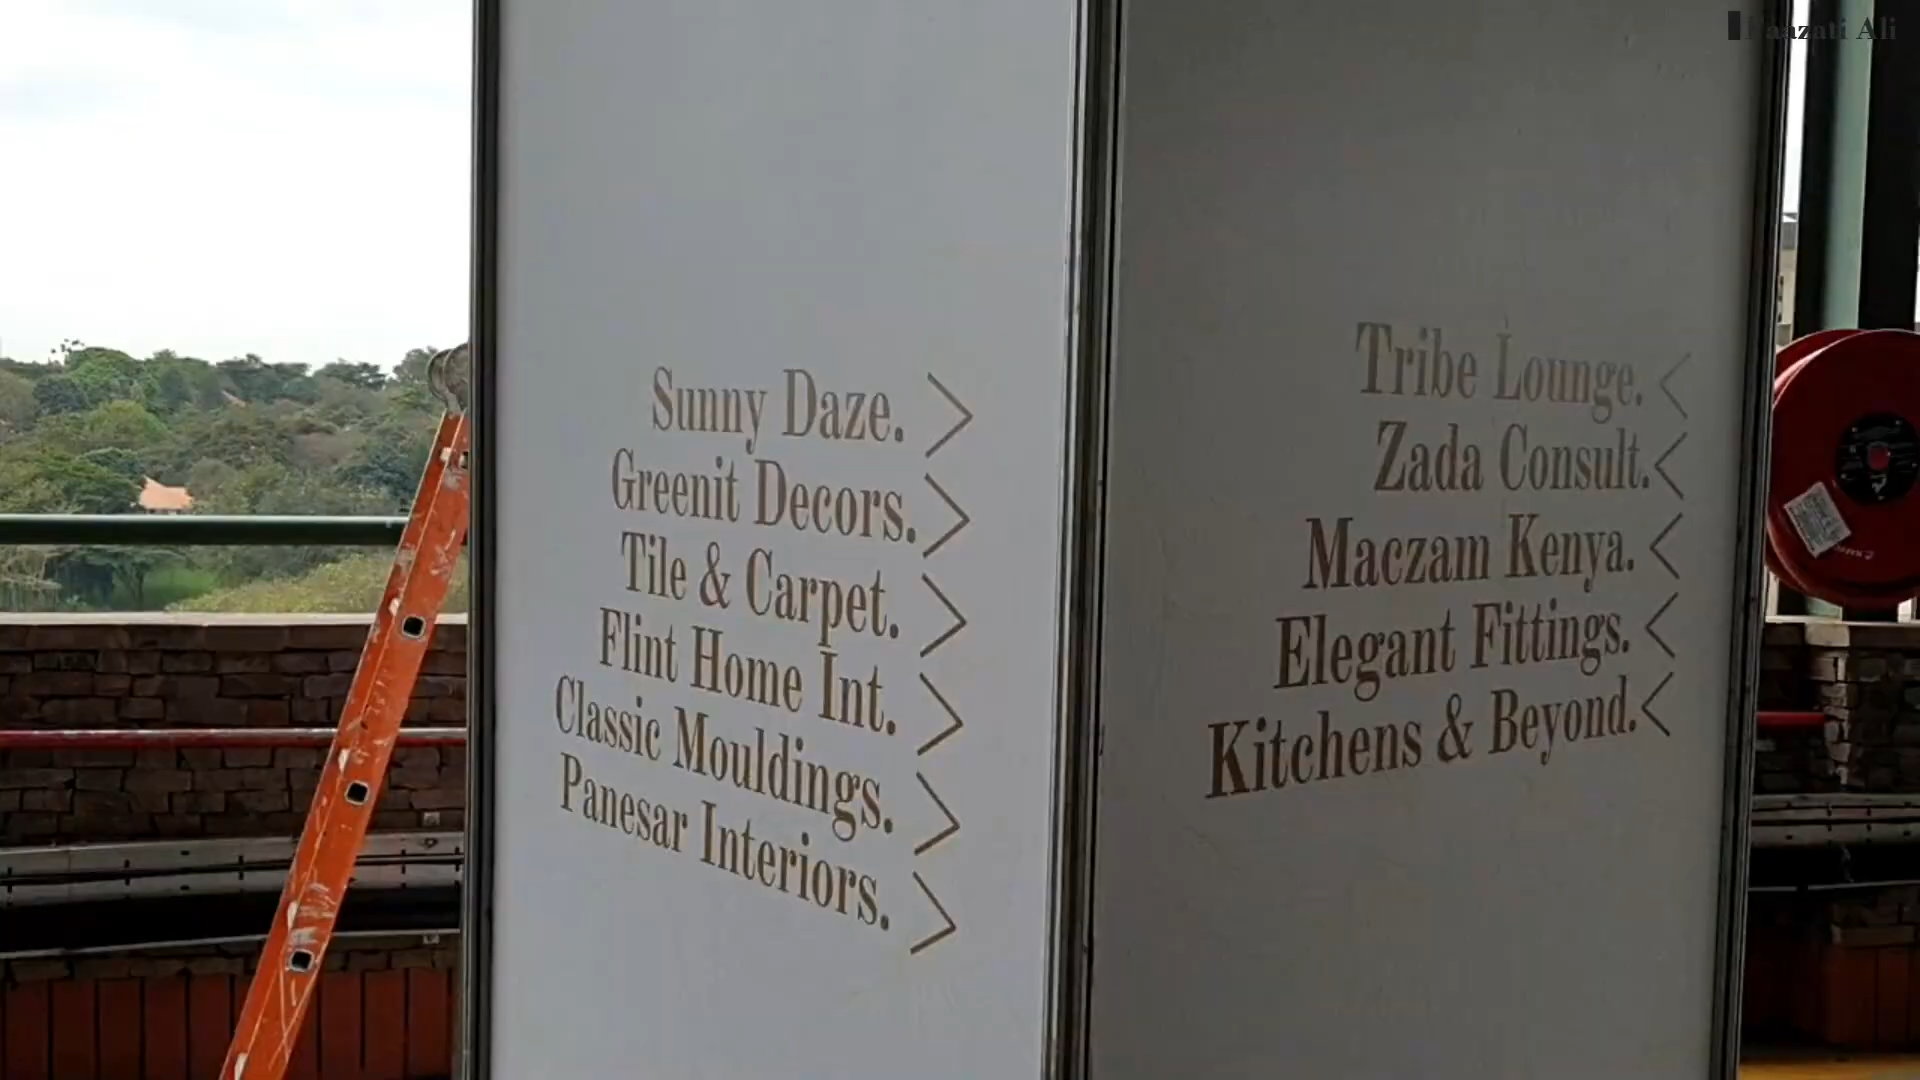 Sunny Daze. >
Greenit Decors. >
Tile & Carpet. >
Flint Home Int. >
Classic Mouldings. >
Panesar Interiors. >
Tribe Lounge. <
Zada Consult. <
Maczam Kenya. <
Elegant Fittings. <
Kitchens & Beyond. <
Ali